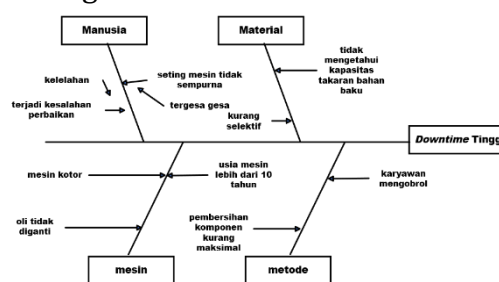 Manusia
Material
kelelahan
seting mesin tidak
sempurna
tidak
mengetahui
kapasitas
takaran bahan
baku
terjadi kesalahan
perbaikan
tergesa gesa
kurang
selektif
Downtime Tingg
mesin kotor
usia mesin
lebih dari 10
tahun
karyawan
mengobrol
oli tidak
diganti
pembersihan
komponen
kurang
maksimal
mesin
metode